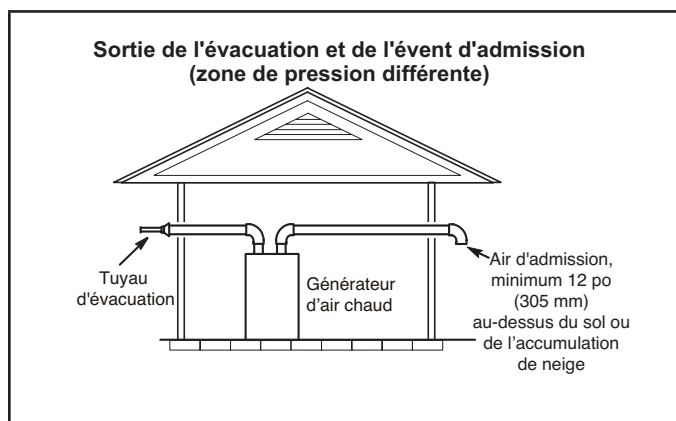 Sortie de l'évacuation et de l'évent d'admission
(zone de pression différente)
Tuyau
d'évacuation
Générateur
d’air chaud
Air d'admission,
minimum 12 po
(305 mm)
au-dessus du sol ou
de l’accumulation
de neige